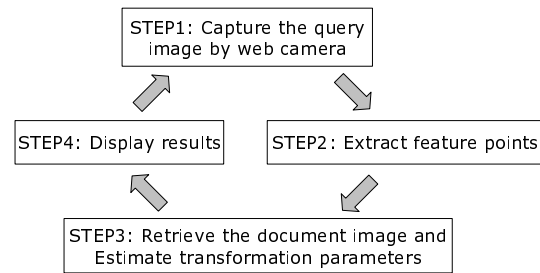 STEP1: Capture the query
image by web camera
STEP4: Display results
STEP2: Extract feature points
STEP3: Retrieve the document image and
Estimate transformation parameters